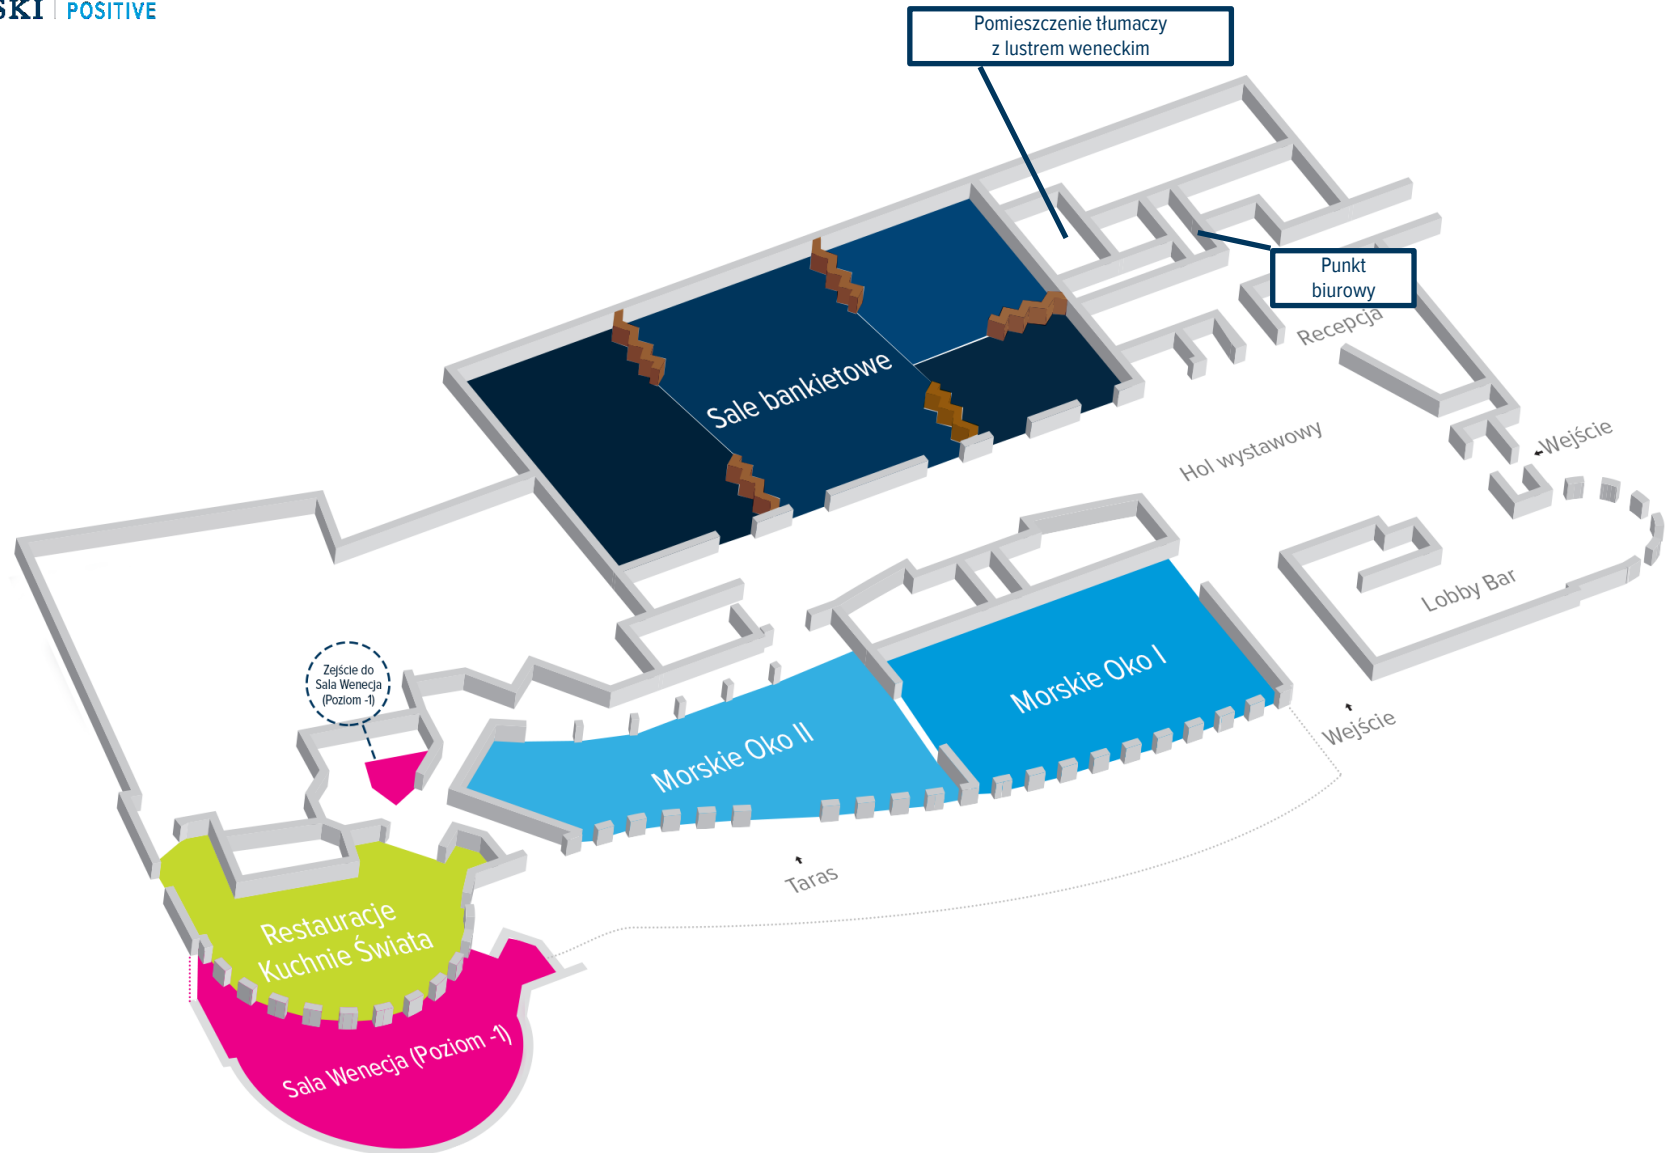 SKI | POSITIVE
Pomieszczenie tłumaczy
z lustrem weneckim
Punkt
biurowy
Recepcja
Sale bankietowe
Hol wystawowy
Wejście
Lobby Bar
Zejście do
Sala Wenecja
(Poziom -1)
Morskie Oko I
Morskie Oko II
Wejście
Taras
Restauracje
Kuchnie Świata
Sala Wenecja (Poziom -1)